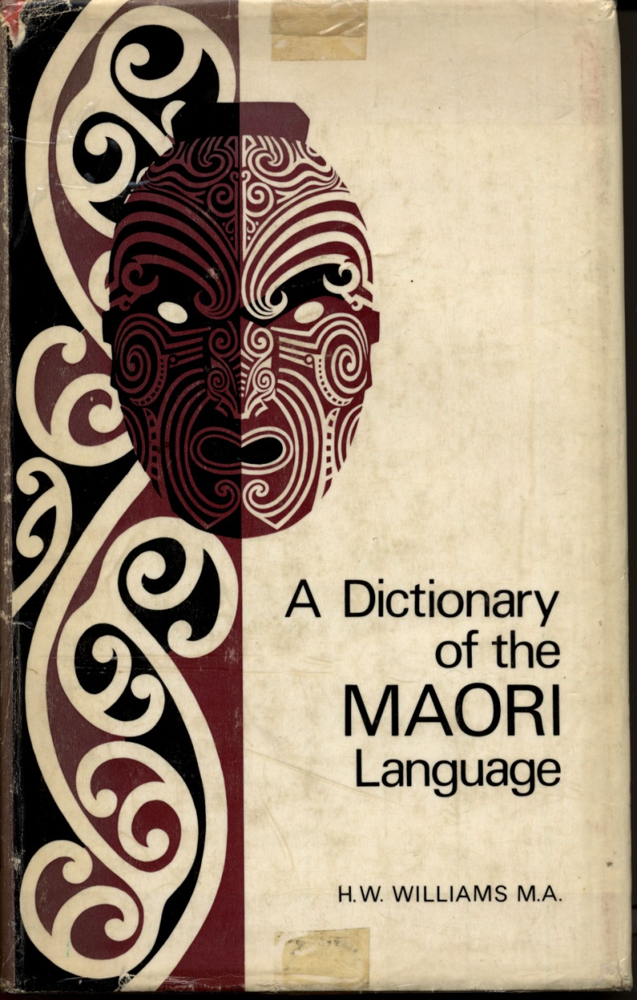 A Dictionary
of the
MAORI
Language
H.W. WILLIAMS M.A.